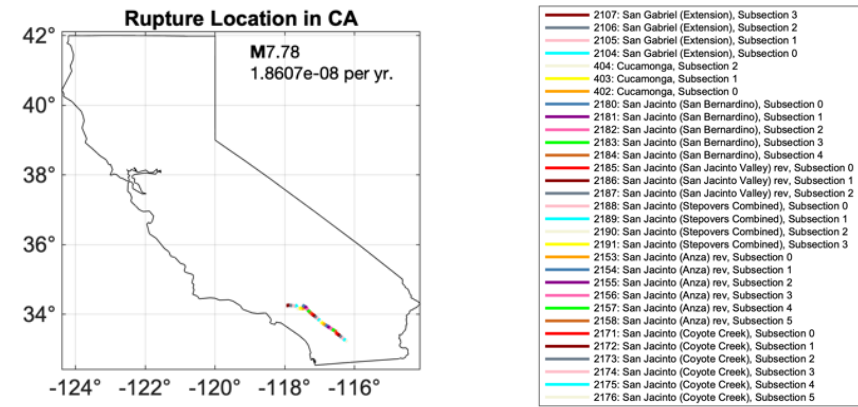 Rupture Location in CA
M7.78
1.8607e-08 per yr.
42°
40°
38°
36°
34°
-124°
-122°
-120°
-118°
-116°
2107: San Gabriel (Extension), Subsection 3
2106: San Gabriel (Extension), Subsection 2
2105: San Gabriel (Extension), Subsection 1
2104: San Gabriel (Extension), Subsection 0
404: Cucamonga, Subsection 2
403: Cucamonga, Subsection 1
402: Cucamonga, Subsection 0
2180: San Jacinto (San Bernardino), Subsection 0
2181: San Jacinto (San Bernardino), Subsection 1
2182: San Jacinto (San Bernardino), Subsection 2
2183: San Jacinto (San Bernardino), Subsection 3
2184: San Jacinto (San Bernardino), Subsection 4
2185: San Jacinto (San Jacinto Valley) rev, Subsection 0
2186: San Jacinto (San Jacinto Valley) rev, Subsection 1
2187: San Jacinto (San Jacinto Valley) rev, Subsection 2
2188: San Jacinto (Stepovers Combined), Subsection 0
2189: San Jacinto (Stepovers Combined), Subsection 1
2190: San Jacinto (Stepovers Combined), Subsection 2
2191: San Jacinto (Stepovers Combined), Subsection 3
2153: San Jacinto (Anza) rev, Subsection 0
2154: San Jacinto (Anza) rev, Subsection 1
2155: San Jacinto (Anza) rev, Subsection 2
2156: San Jacinto (Anza) rev, Subsection 3
2157: San Jacinto (Anza) rev, Subsection 4
2158: San Jacinto (Anza) rev, Subsection 5
2171: San Jacinto (Coyote Creek), Subsection 0
2172: San Jacinto (Coyote Creek), Subsection 1
2173: San Jacinto (Coyote Creek), Subsection 2
2174: San Jacinto (Coyote Creek), Subsection 3
2175: San Jacinto (Coyote Creek), Subsection 4
2176: San Jacinto (Coyote Creek), Subsection 5